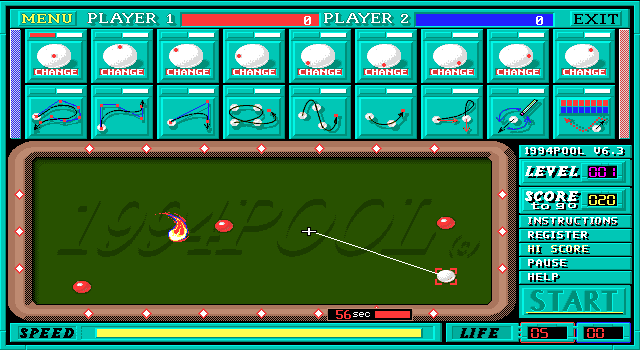 MENU PLAYER 1 0 PLAYER 2 0 EXIT
CHANGE CHANGE CHANGE CHANGE CHANGE CHANGE CHANGE CHANGE CHANGE
1994POOL V6.3
LEVEL 001
SCORE to go 020
INSTRUCTIONS
REGISTER
HI SCORE
PAUSE
HELP
START
1994POOL (c)
56sec
SPEED LIFE 05 00